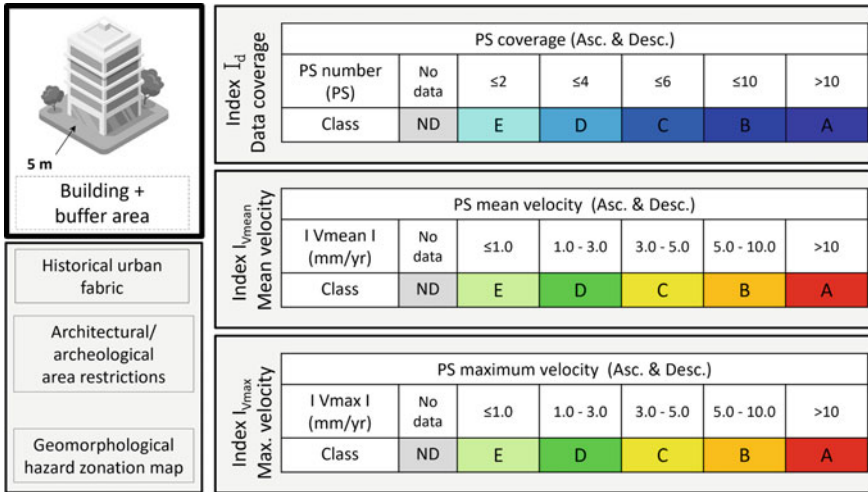 5 m
Building +
buffer area
Historical urban
fabric
Architectural/
archeological
area restrictions
Geomorphological
hazard zonation map
Index I_d
Data coverage
PS coverage (Asc. & Desc.)
PS number
(PS)
No
data
≤2
≤4
≤6
≤10
>10
Class
ND
E
D
C
B
A
Index I_Vmean
Mean velocity
PS mean velocity (Asc. & Desc.)
I Vmean I
(mm/yr)
No
data
≤1.0
1.0 - 3.0
3.0 - 5.0
5.0 - 10.0
>10
Class
ND
E
D
C
B
A
Index I_Vmax
Max. velocity
PS maximum velocity (Asc. & Desc.)
I Vmax I
(mm/yr)
No
data
≤1.0
1.0 - 3.0
3.0 - 5.0
5.0 - 10.0
>10
Class
ND
E
D
C
B
A